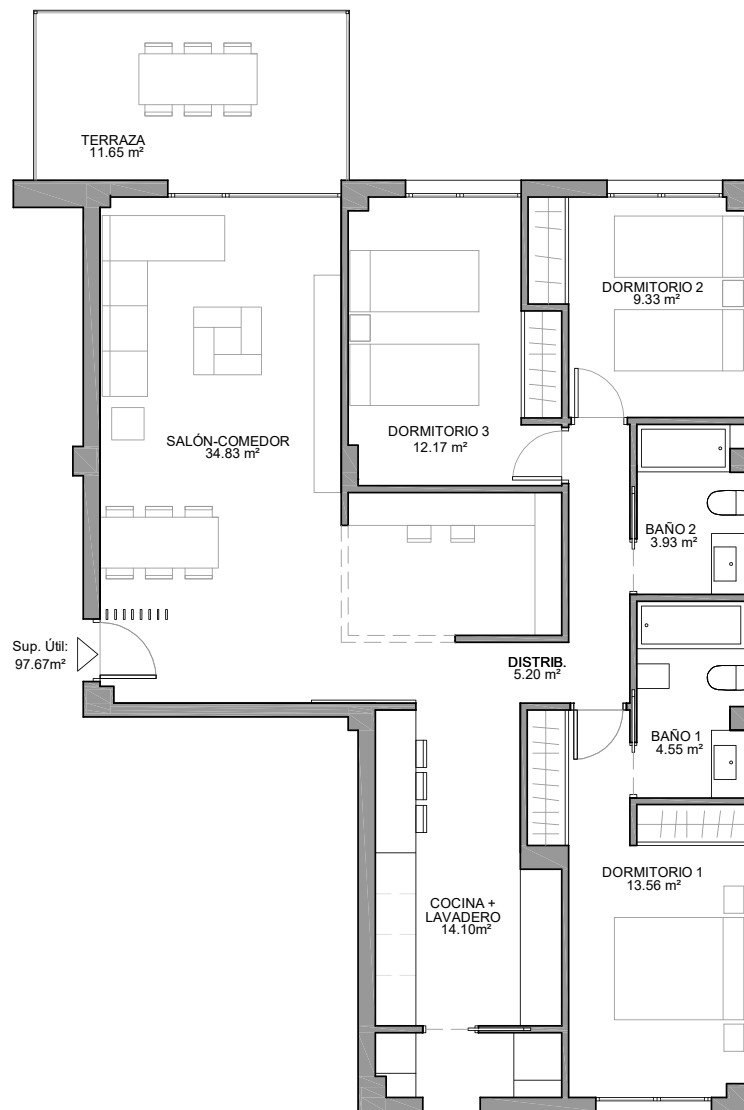 TERRAZA
11.65 m²
DORMITORIO 2
9.33 m²
DORMITORIO 3
12.17 m²
SALÓN-COMEDOR
34.83 m²
BAÑO 2
3.93 m²
Sup. Útil:
97.67m²
DISTRIB.
5.20 m²
BAÑO 1
4.55 m²
DORMITORIO 1
13.56 m²
COCINA +
LAVADERO
14.10m²